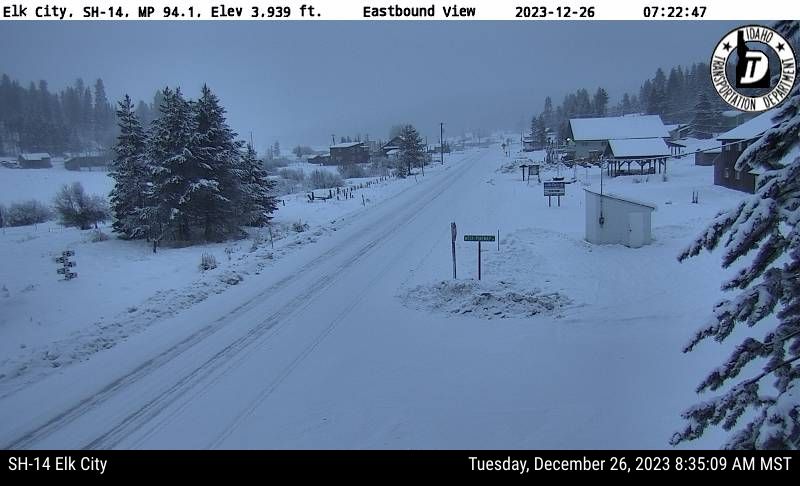 Elk City, SH-14, MP 94.1, Elev 3,939 ft. Eastbound View 2023-12-26 07:22:47
IDAHO
TRANSPORTATION DEPARTMENT
SH-14 Elk City Tuesday, December 26, 2023 8:35:09 AM MST